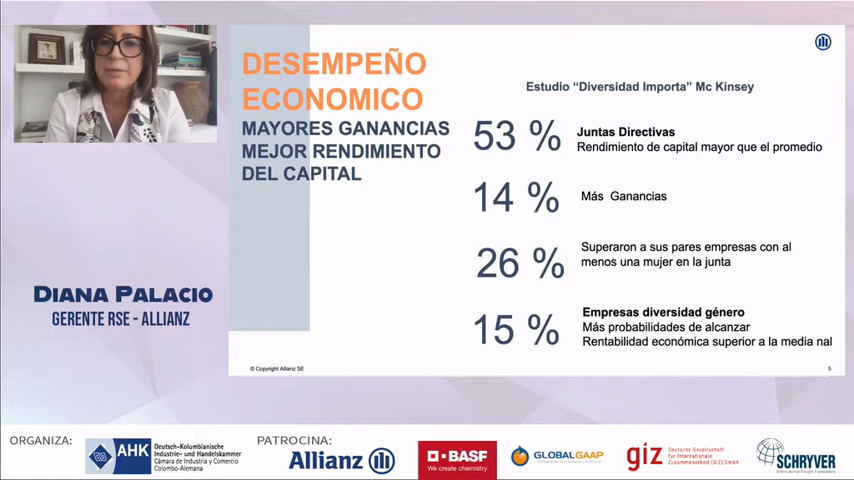 DESEMPEÑO
ECONOMICO
MAYORES GANANCIAS
MEJOR RENDIMIENTO
DEL CAPITAL
Estudio “Diversidad Importa” Mc Kinsey
53 %
Juntas Directivas
Rendimiento de capital mayor que el promedio
14 %
Más Ganancias
26 %
Superaron a sus pares empresas con al
menos una mujer en la junta
15 %
Empresas diversidad género
Más probabilidades de alcanzar
Rentabilidad económica superior a la media nal
© Copyright Allianz SE
5
DIANA PALACIO
GERENTE RSE - ALLIANZ
ORGANIZA:
AHK
Deutsch-Kolumbianische
Industrie- und Handelskammer
Cámara de Industria y Comercio
Colombo-Alemana
PATROCINA:
Allianz
BASF
We create chemistry
GLOBALGAAP
giz
Deutsche Gesellschaft
für Internationale
Zusammenarbeit (GIZ) GmbH
SCHRYVER
International Freight Forwarders